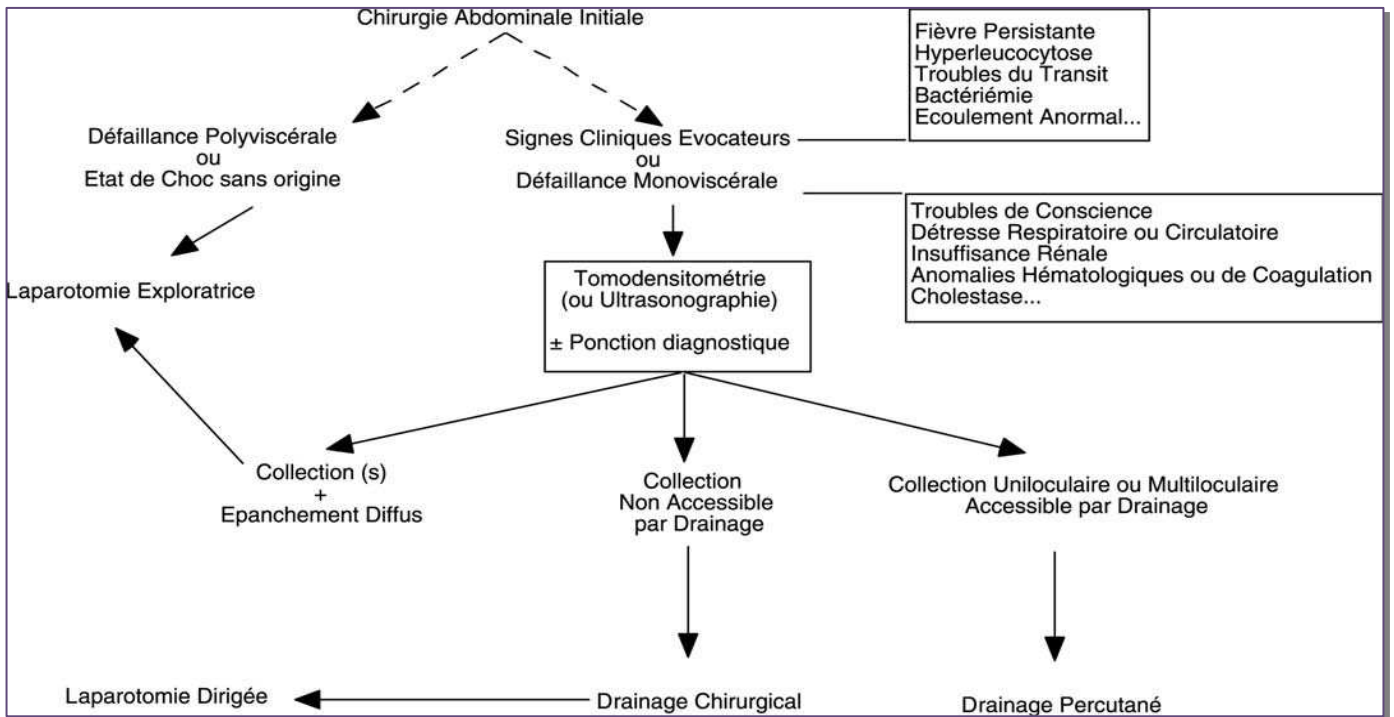 Chirurgie Abdominale Initiale
Fièvre Persistante
Hyperleucocytose
Troubles du Transit
Bactériémie
Ecoulement Anormal...
Défaillance Polyviscérale
ou
Etat de Choc sans origine
Signes Cliniques Evocateurs
ou
Défaillance Monoviscérale
Troubles de Conscience
Détresse Respiratoire ou Circulatoire
Insuffisance Rénale
Anomalies Hématologiques ou de Coagulation
Cholestase...
Laparotomie Exploratrice
Tomodensitométrie
(ou Ultrasonographie)
± Ponction diagnostique
Collection (s)
+
Epanchement Diffus
Collection
Non Accessible
par Drainage
Collection Uniloculaire ou Multiloculaire
Accessible par Drainage
Laparotomie Dirigée
Drainage Chirurgical
Drainage Percutané